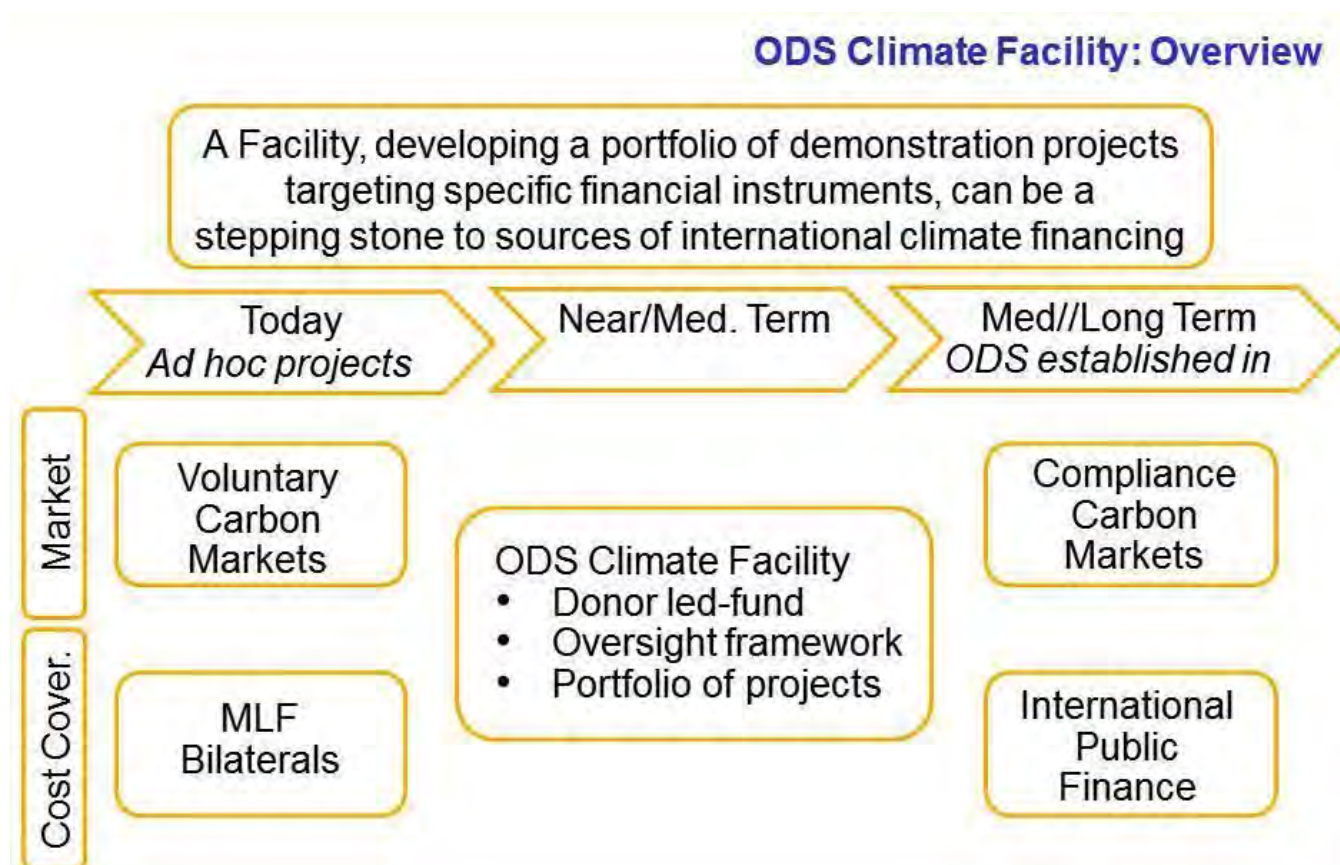 ODS Climate Facility: Overview
A Facility, developing a portfolio of demonstration projects
targeting specific financial instruments, can be a
stepping stone to sources of international climate financing
Today
Ad hoc projects
Near/Med. Term
Med//Long Term
ODS established in
Market
Voluntary
Carbon
Markets
ODS Climate Facility
• Donor led-fund
• Oversight framework
• Portfolio of projects
Compliance
Carbon
Markets
Cost Cover.
MLF
Bilaterals
International
Public
Finance